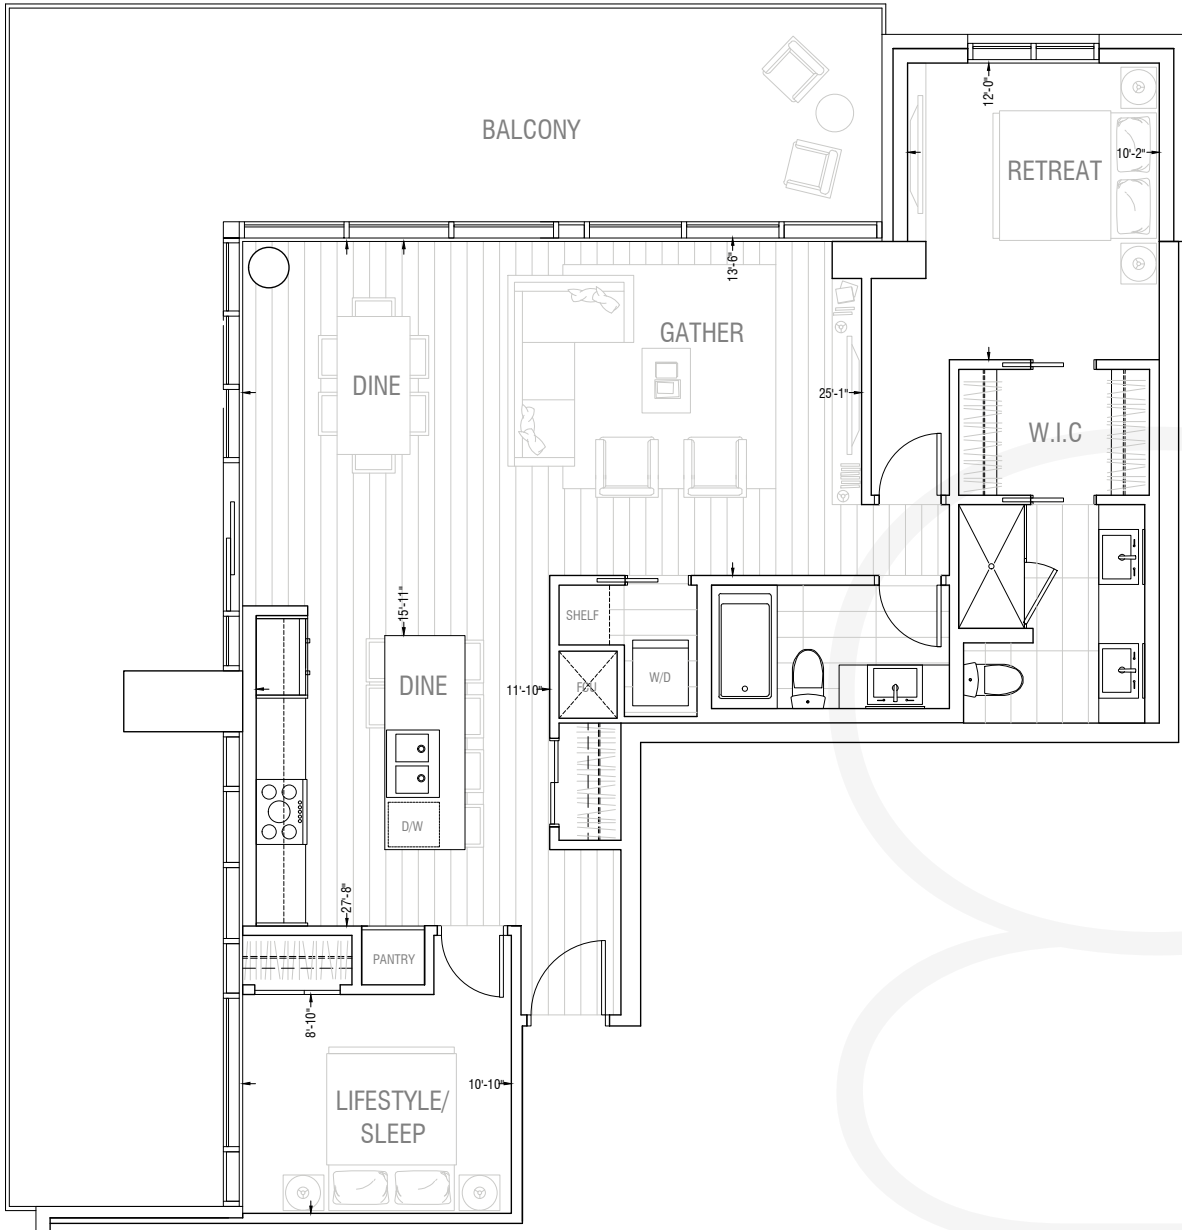 BALCONY
12'-0"
10'-2"
RETREAT
13'-6"
GATHER
DINE
25'-1"
W.I.C
15'-11"
SHELF
DINE
11'-10"
FCU
W/D
D/W
27'-8"
PANTRY
8'-10"
10'-10"
LIFESTYLE/
SLEEP